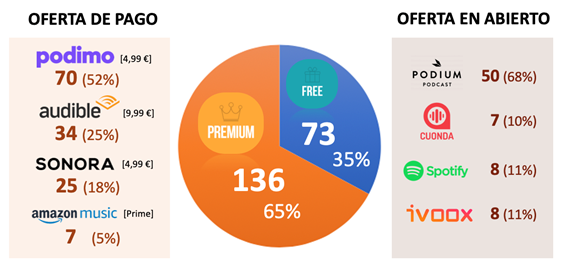 OFERTA DE PAGO
podimo [4,99 €]
70 (52%)
audible [9,99 €]
34 (25%)
SONORA [4,99 €]
25 (18%)
amazon music [Prime]
7 (5%)
FREE
73
35%
PREMIUM
136
65%
OFERTA EN ABIERTO
PODIUM
PODCAST
50 (68%)
CUONDA
7 (10%)
Spotify
8 (11%)
ivoox
8 (11%)